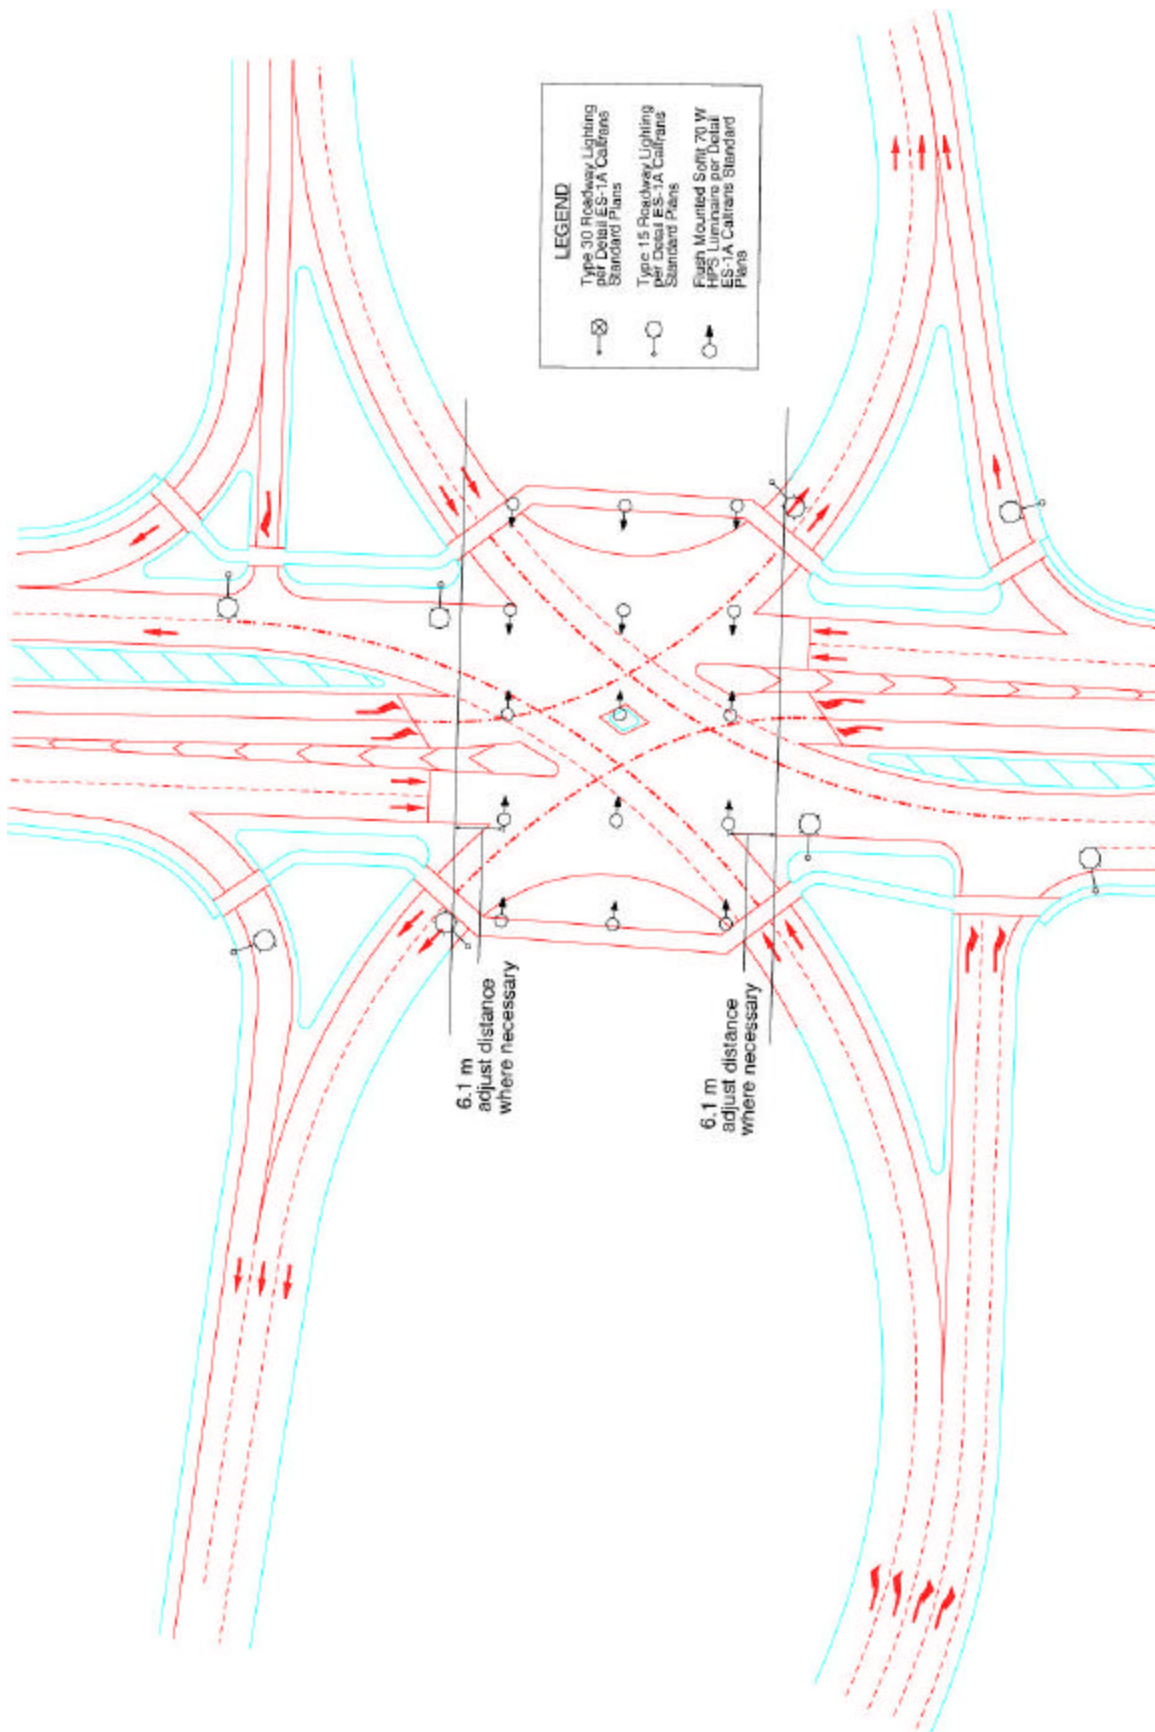 LEGEND
Type 30 Roadway Lighting
per Detail ES-1A Caltrans
Standard Plans
Type 15 Roadway Lighting
per Detail ES-1A Caltrans
Standard Plans
Flush Mounted Soffit 70 W
HPS Luminaire per Detail
ES-1A Caltrans Standard
Plans
6.1 m
adjust distance
where necessary
6.1 m
adjust distance
where necessary